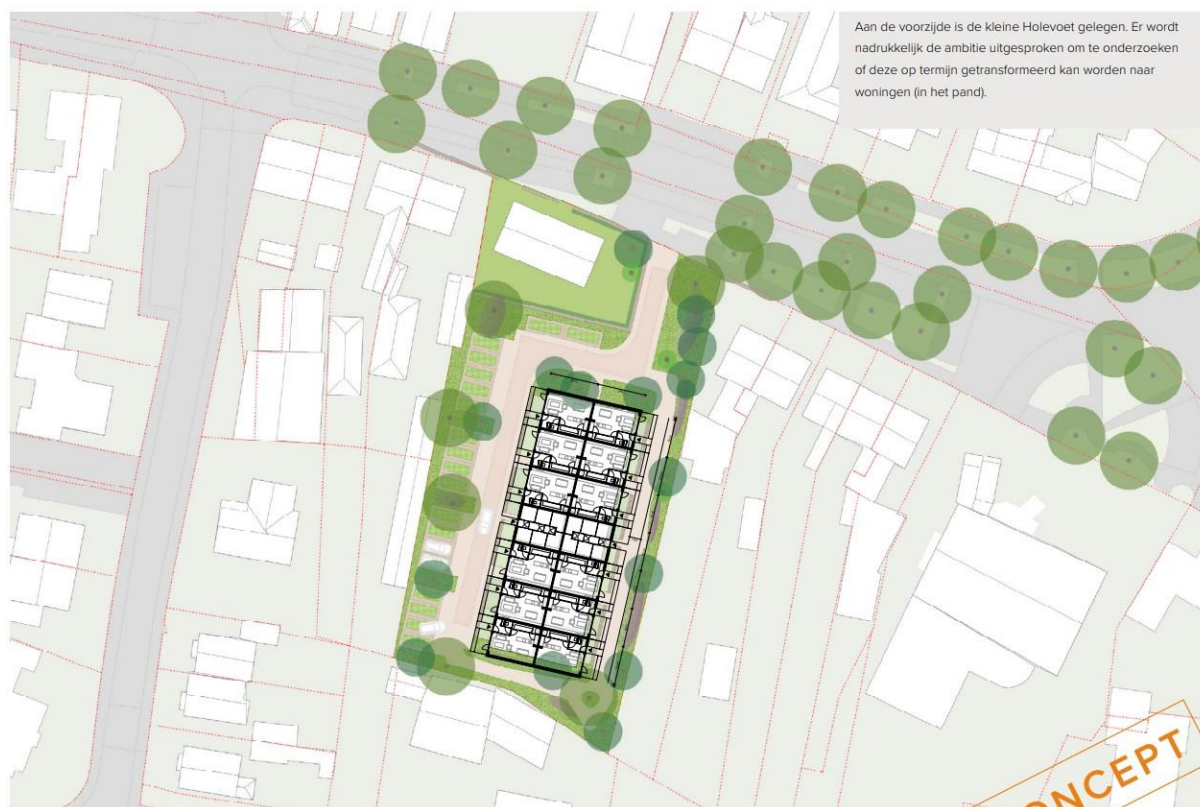 Aan de voorzijde is de kleine Holevoet gelegen. Er wordt
nadrukkelijk de ambitie uitgesproken om te onderzoeken
of deze op termijn getransformeerd kan worden naar
woningen (in het pand).
ONCEPT